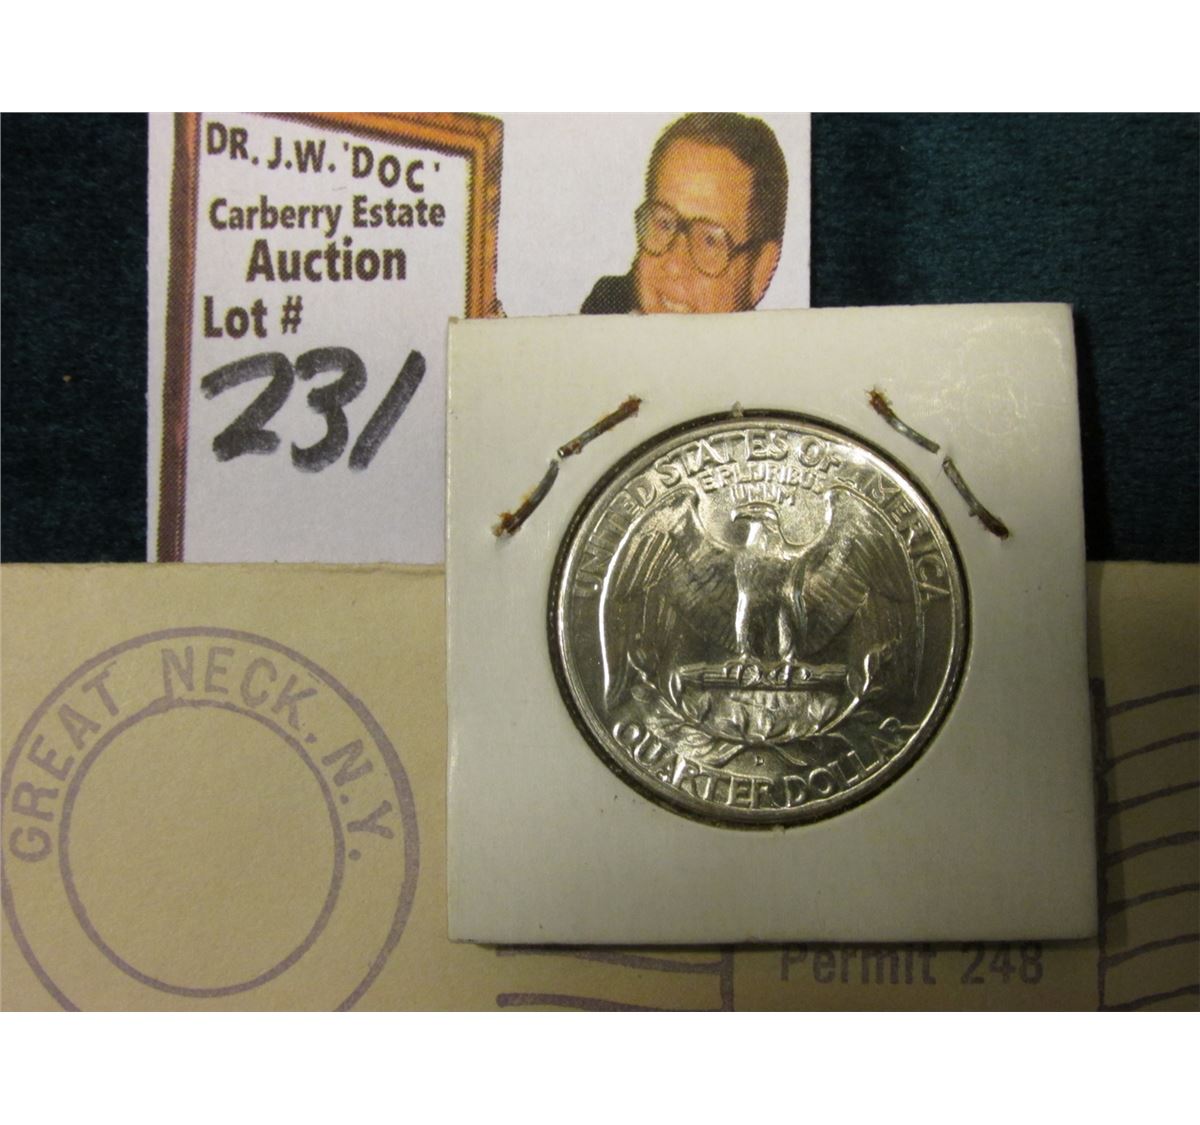 DR. J.W. 'DOC'
Carberry Estate
Auction
Lot #
231
UNITED STATES OF AMERICA
E PLURIBUS
UNUM
D
QUARTER DOLLAR
GREAT NECK, N.Y.
Permit 248